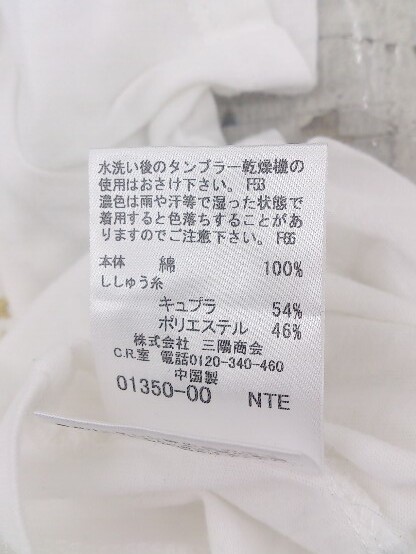 水洗い後のタンブラー乾燥機の
使用はおさけ下さい。 F53
濃色は雨や汗等で湿った状態で
着用すると色落ちすることがあ
りますのでご注意下さい。 F66
本体 綿 100%
ししゅう糸
キュプラ 54%
ポリエステル 46%
株式会社 三陽商会
C.R.室 電話0120-340-460
中国製
01350-00 NTE